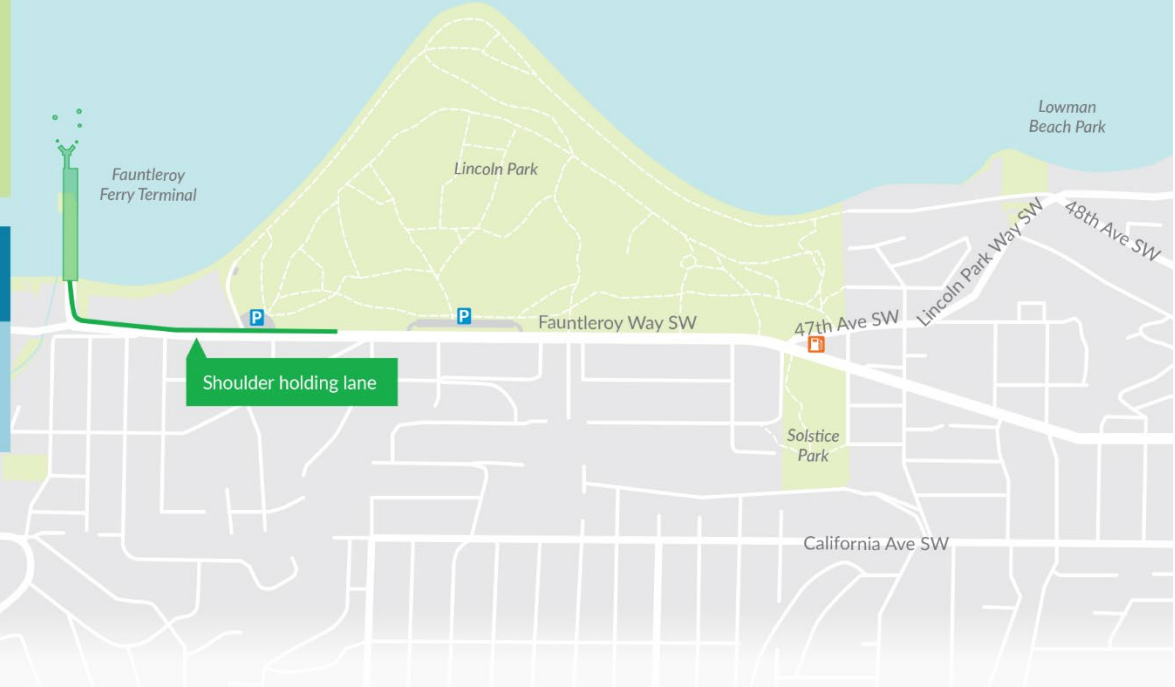 Lowman
Beach Park
Fauntleroy
Ferry Terminal
Lincoln Park
48th Ave SW
Lincoln Park Way SW
P
P
Fauntleroy Way SW
47th Ave SW
Shoulder holding lane
Solstice
Park
California Ave SW